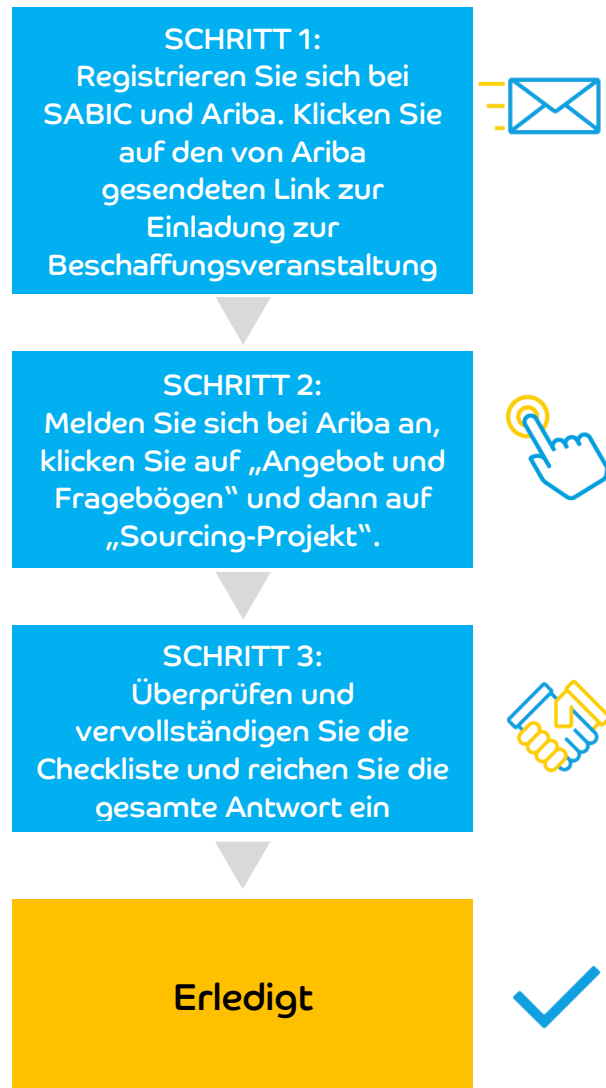 SCHRITT 1:
Registrieren Sie sich bei
SABIC und Ariba. Klicken Sie
auf den von Ariba
gesendeten Link zur
Einladung zur
Beschaffungsveranstaltung
SCHRITT 2:
Melden Sie sich bei Ariba an,
klicken Sie auf „Angebot und
Fragebögen“ und dann auf
„Sourcing-Projekt“.
SCHRITT 3:
Überprüfen und
vervollständigen Sie die
Checkliste und reichen Sie die
gesamte Antwort ein
Erledigt